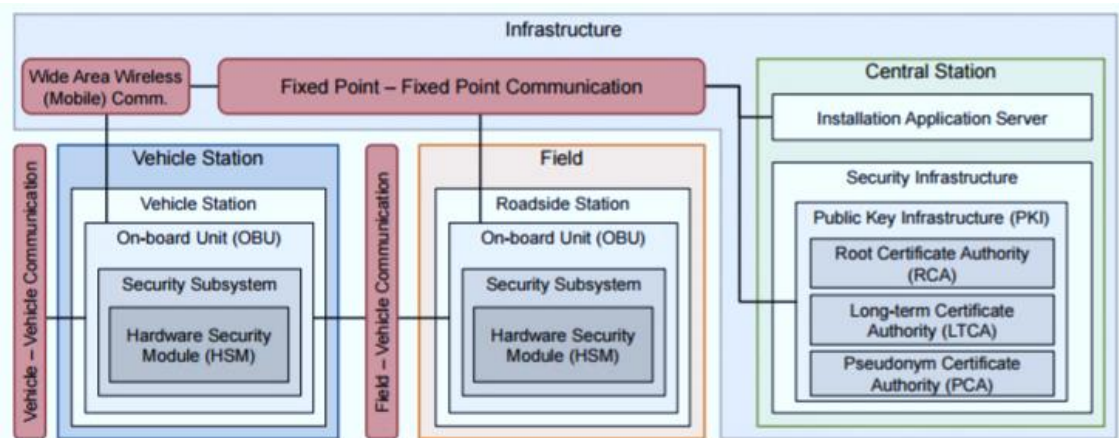 Infrastructure
Wide Area Wireless
(Mobile) Comm.
Fixed Point – Fixed Point Communication
Central Station
Installation Application Server
Security Infrastructure
Public Key Infrastructure (PKI)
Root Certificate Authority
(RCA)
Long-term Certificate
Authority (LTCA)
Pseudonym Certificate
Authority (PCA)
Vehicle – Vehicle Communication
Vehicle Station
Vehicle Station
On-board Unit (OBU)
Security Subsystem
Hardware Security
Module (HSM)
Field – Vehicle Communication
Field
Roadside Station
On-board Unit (OBU)
Security Subsystem
Hardware Security
Module (HSM)